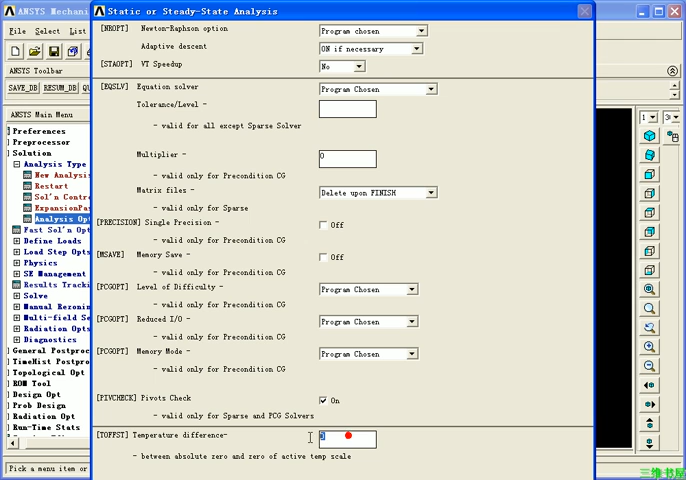 ANSYS Mechani
Static or Steady-State Analysis
File Select List
ANSYS Toolbar
SAVE_DB RESUM_DB QU
ANSYS Main Menu
Preferences
Preprocessor
Solution
Analysis Type
New Analysis
Restart
Sol'n Contro
ExpansionPas
Analysis Opt
Fast Sol'n Opt
Define Loads
Load Step Opts
Physics
SE Management
Results Tracki
Solve
Manual Rezonin
Multi-field Se
Radiation Opts
Diagnostics
General Postproc
TimeHist Postpro
Topological Opt
ROM Tool
Design Opt
Prob Design
Radiation Opt
Run-Time Stats
Pick a menu item or
[NROPT] Newton-Raphson option Program chosen
Adaptive descent ON if necessary
[STAOPT] VT Speedup No
[EQSLV] Equation solver Program Chosen
Tolerance/Level -
- valid for all except Sparse Solver
Multiplier - 0
- valid only for Precondition CG
Matrix files - Delete upon FINISH
- valid only for Sparse
[PRECISION] Single Precision - Off
- valid only for Precondition CG
[MSAVE] Memory Save - Off
- valid only for Precondition CG
[PCGOPT] Level of Difficulty - Program Chosen
- valid only for Precondition CG
[PCGOPT] Reduced I/O - Program Chosen
- valid only for Precondition CG
[PCGOPT] Memory Mode - Program Chosen
- valid only for Precondition CG
[PIVCHECK] Pivots Check On
- valid only for Sparse and PCG Solvers
[TOFFST] Temperature difference- 0
- between absolute zero and zero of active temp scale
1
三维书屋